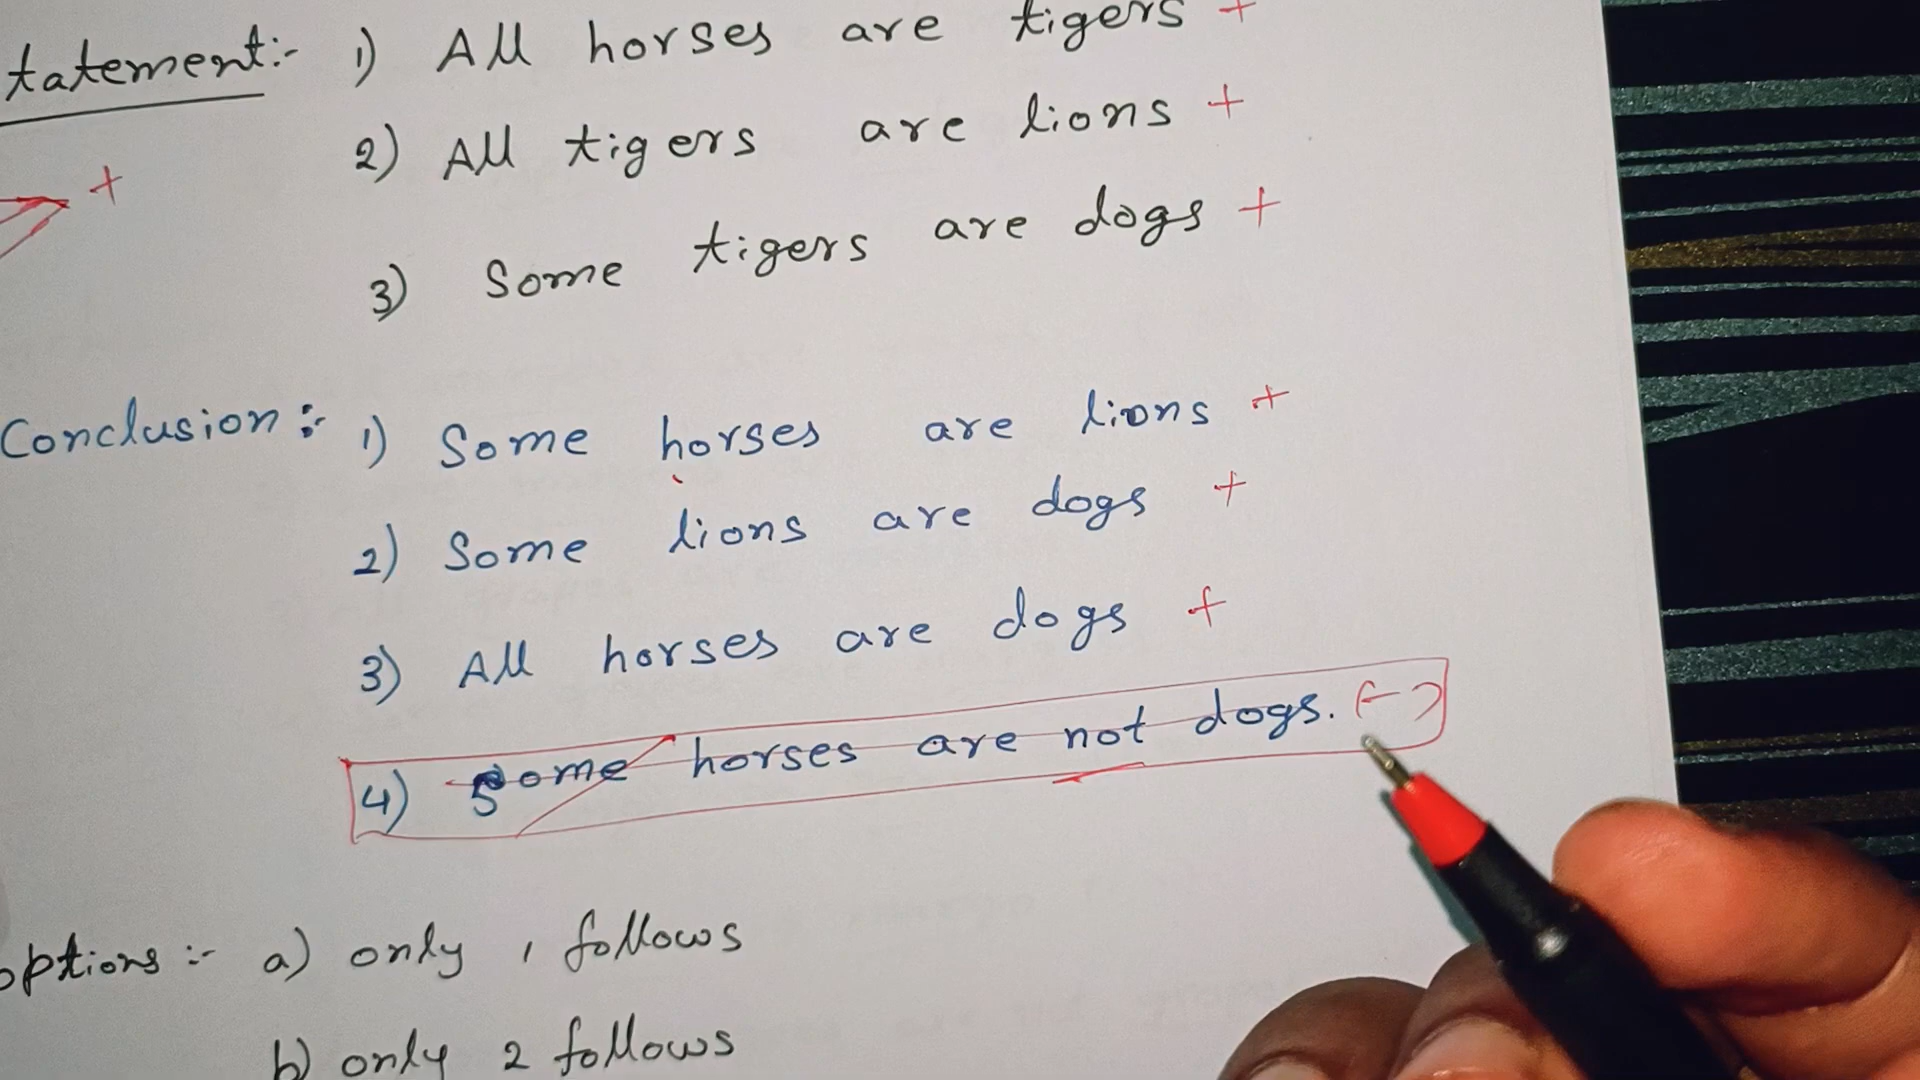 tatement:- 1) All horses are tigers +
2) All tigers are lions +
+
3) Some tigers are dogs +
Conclusion :- 1) Some horses are lions +
2) Some lions are dogs +
3) All horses are dogs +
4) Some horses are not dogs. (-)
options :- a) only 1 follows
b) only 2 follows